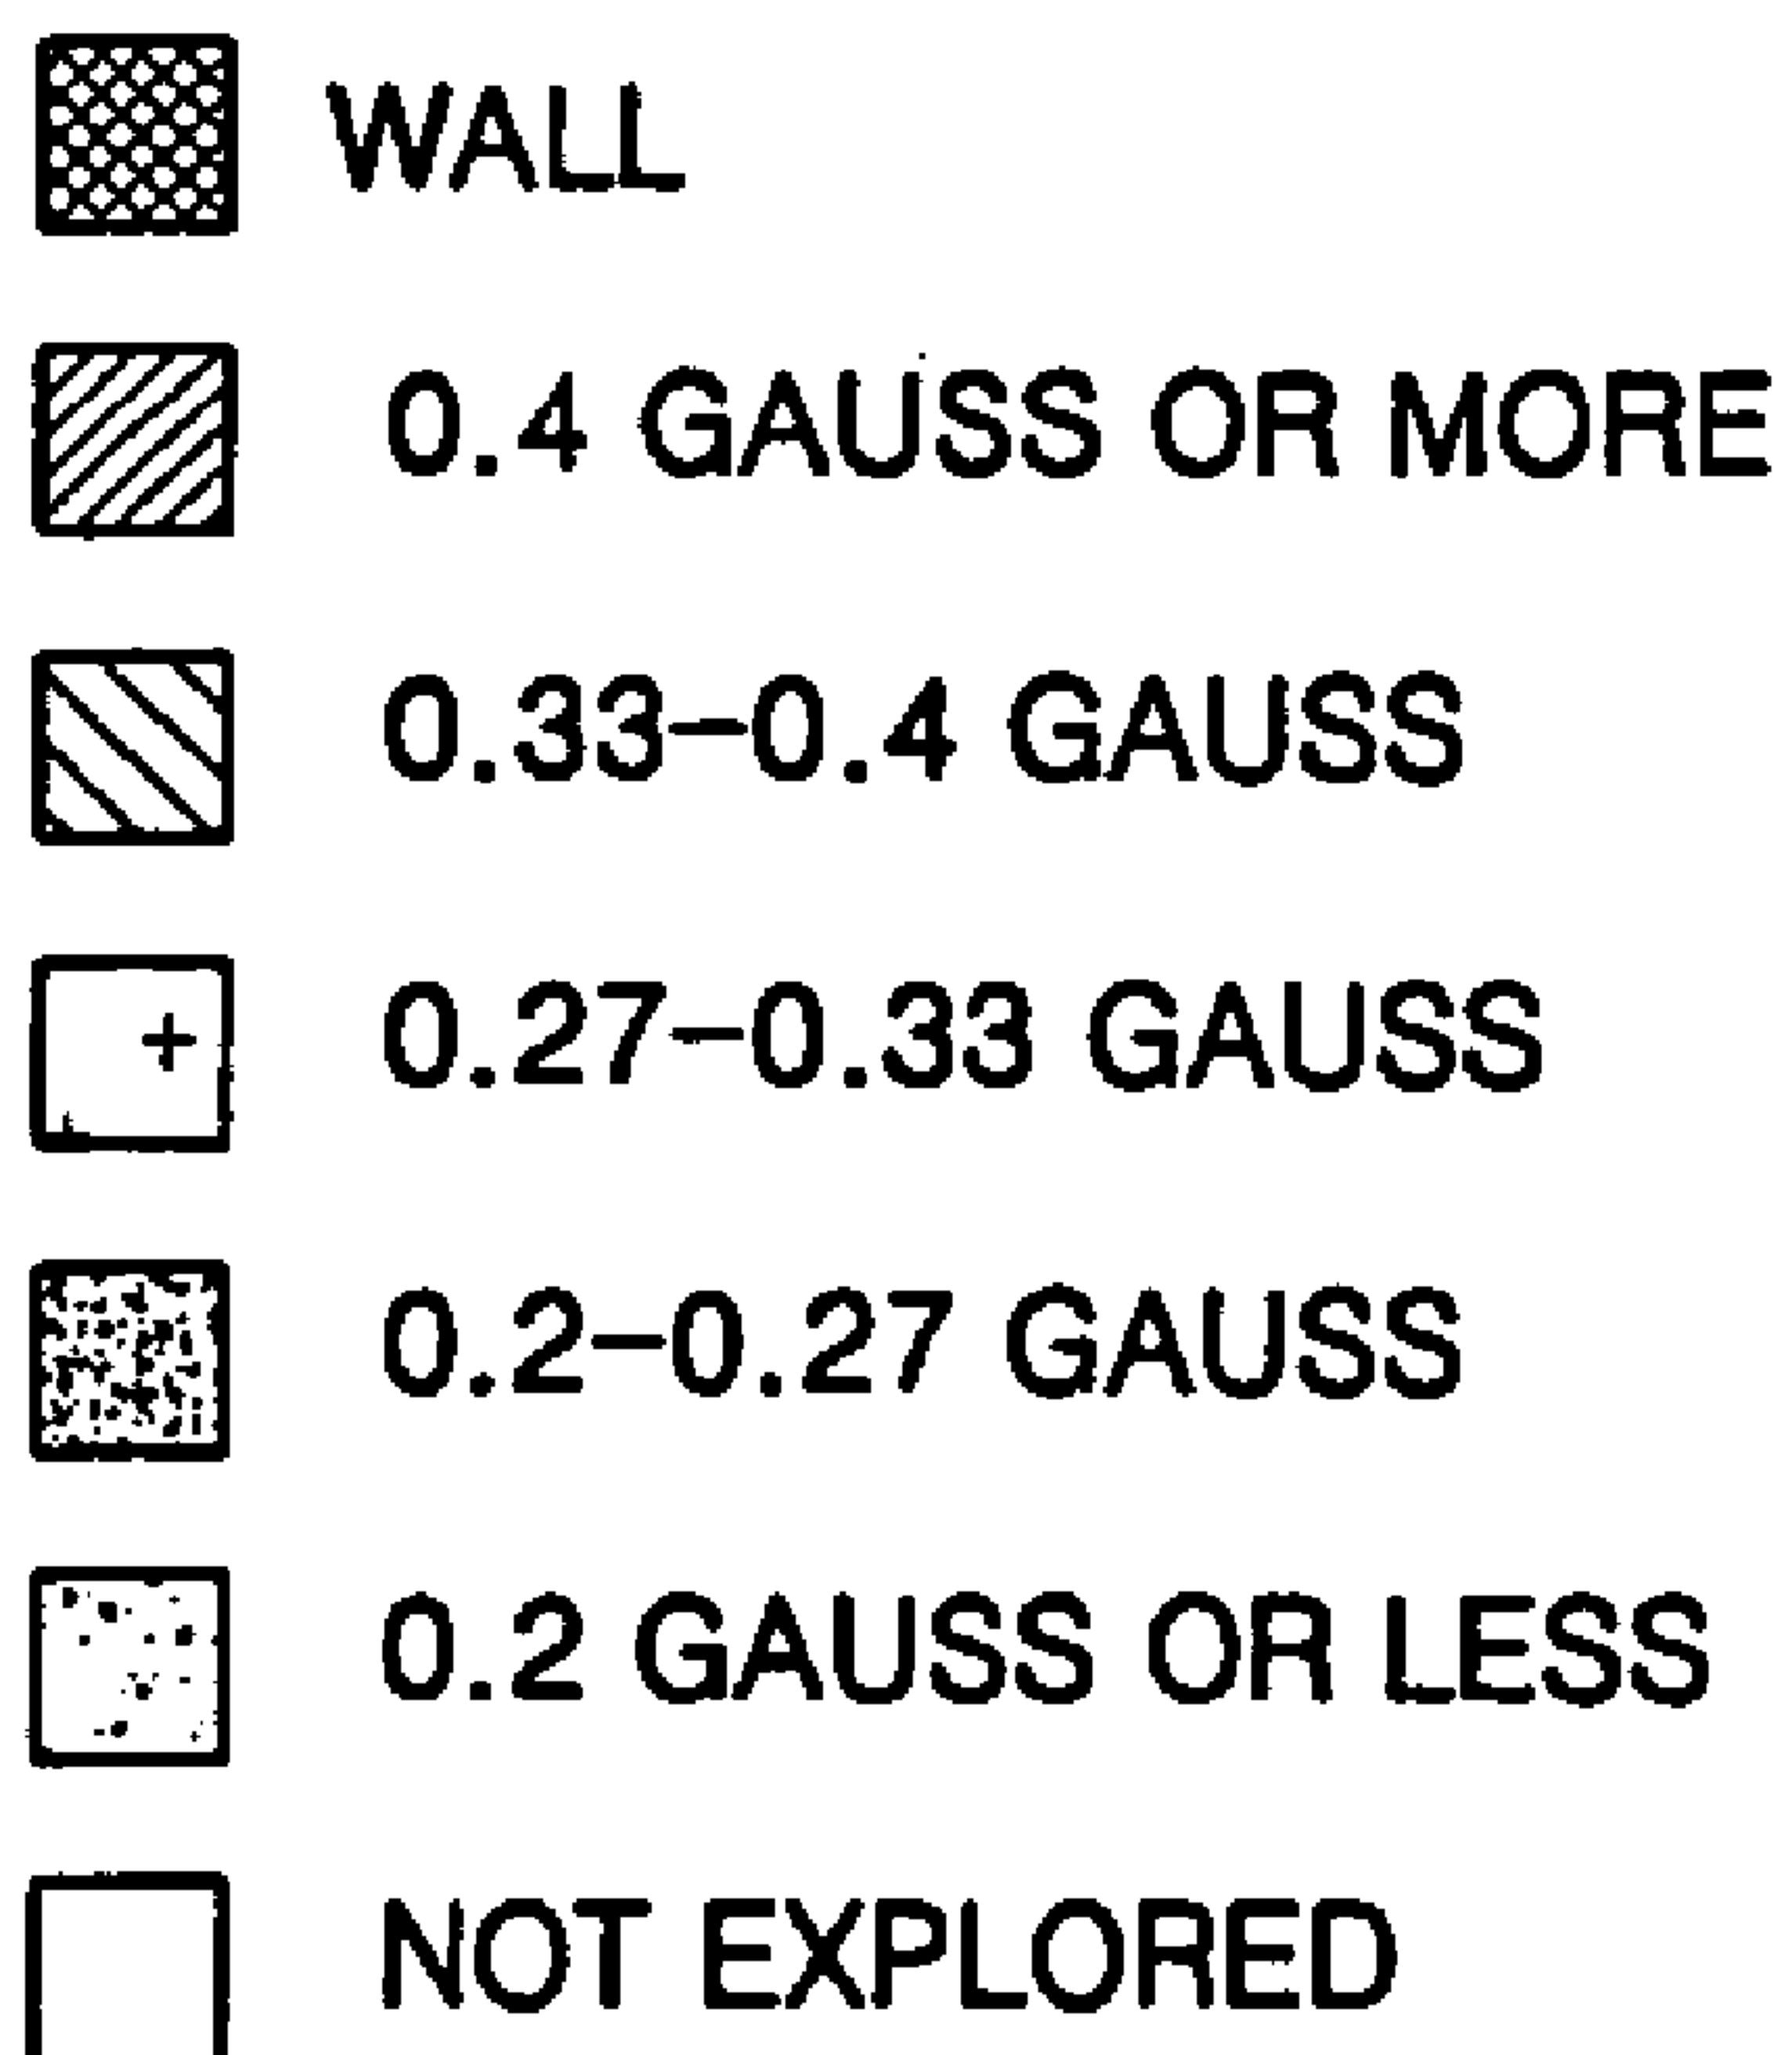 WALL
0.4 GAUSS OR MORE
0.33-0.4 GAUSS
0.27-0.33 GAUSS
0.2-0.27 GAUSS
0.2 GAUSS OR LESS
NOT EXPLORED